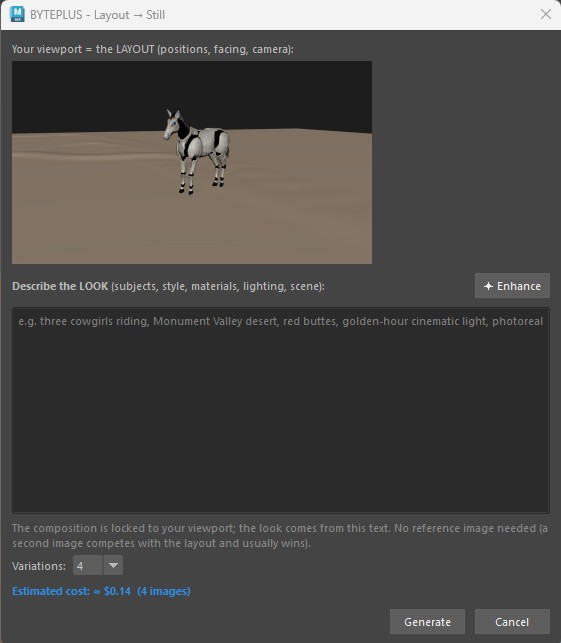 BYTEPLUS - Layout → Still
Your viewport = the LAYOUT (positions, facing, camera):
Describe the LOOK (subjects, style, materials, lighting, scene):
Enhance
e.g. three cowgirls riding, Monument Valley desert, red buttes, golden-hour cinematic light, photoreal
The composition is locked to your viewport; the look comes from this text. No reference image needed (a
second image competes with the layout and usually wins).
Variations: 4
Estimated cost: ≈ $0.14 (4 images)
Generate Cancel